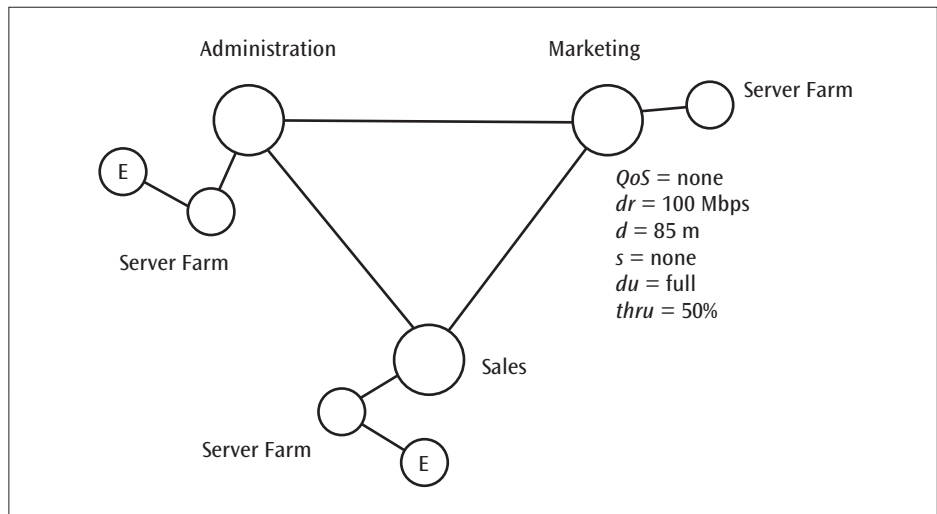 Administration
Marketing
Server Farm
E
Server Farm
QoS = none
dr = 100 Mbps
d = 85 m
s = none
du = full
thru = 50%
Sales
Server Farm
E